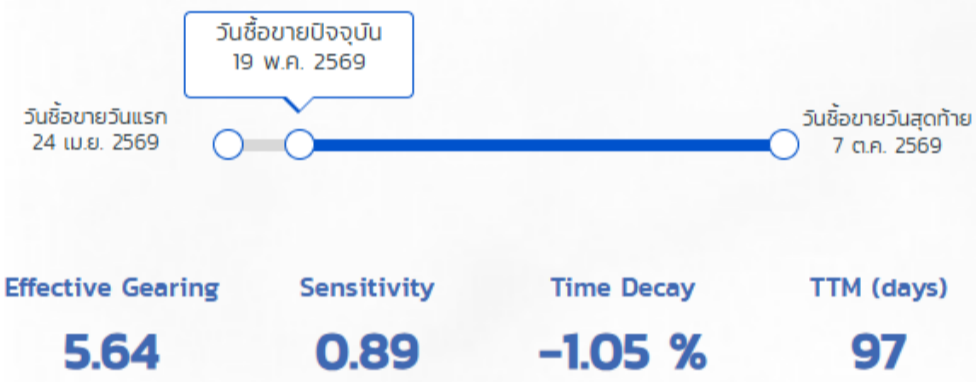 วันซื้อขายปัจจุบัน
19 พ.ค. 2569
วันซื้อขายวันแรก
24 เม.ย. 2569
วันซื้อขายวันสุดท้าย
7 ต.ค. 2569
Effective Gearing
Sensitivity
Time Decay
TTM (days)
5.64
0.89
-1.05 %
97